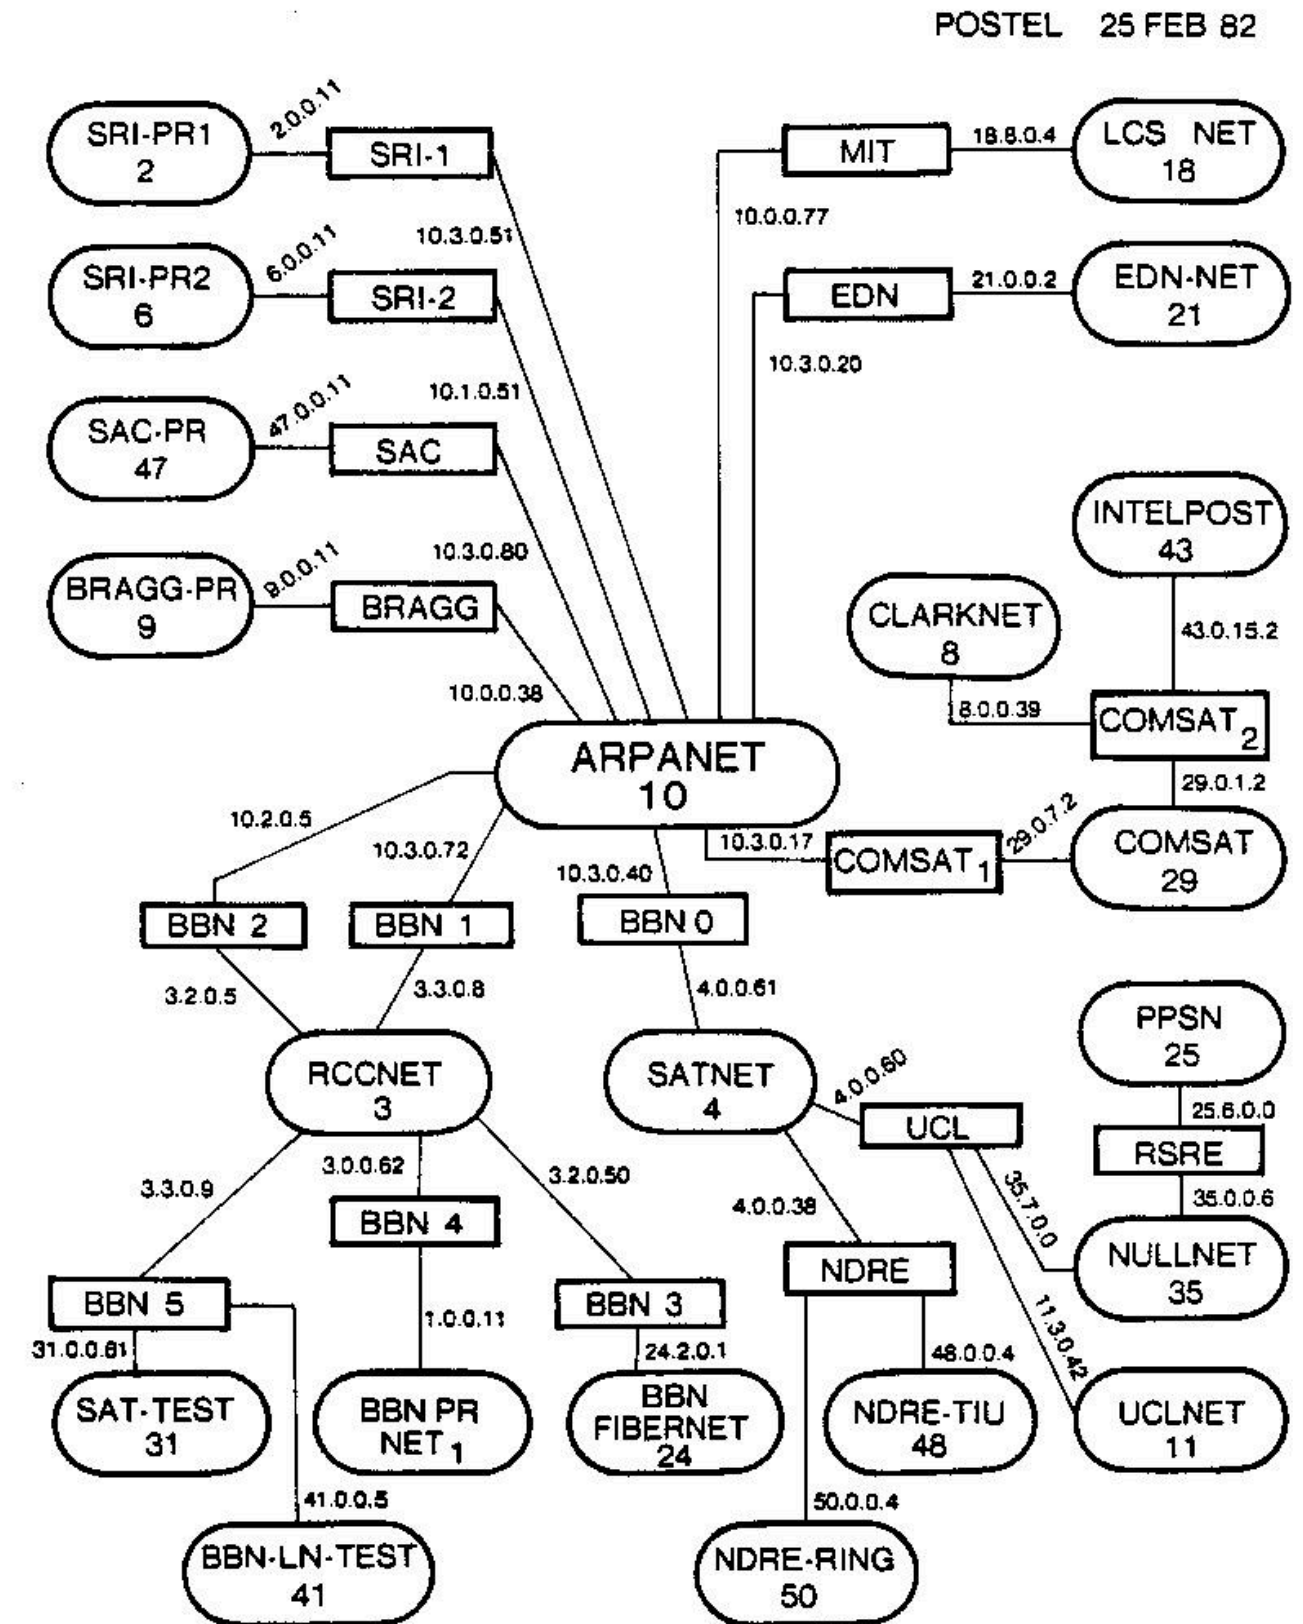 POSTEL 25 FEB 82
SRI-PR1
2
2.0.0.11
SRI-1
10.3.0.51
MIT
10.0.0.77
18.8.0.4
LCS NET
18
SRI-PR2
6
6.0.0.11
SRI-2
10.1.0.51
EDN
10.3.0.20
21.0.0.2
EDN-NET
21
SAC-PR
47
47.0.0.11
SAC
10.3.0.80
BRAGG-PR
9
9.0.0.11
BRAGG
10.0.0.38
INTELPOST
43
43.0.15.2
CLARKNET
8
8.0.0.39
COMSAT 2
29.0.1.2
ARPANET
10
10.2.0.5
10.3.0.72
10.3.0.40
10.3.0.17
COMSAT 1
29.0.7.2
COMSAT
29
BBN 2
BBN 1
BBN 0
3.2.0.5
3.3.0.8
4.0.0.61
RCCNET
3
SATNET
4
4.0.0.60
UCL
PPSN
25
25.6.0.0
RSRE
35.0.0.6
3.3.0.9
3.0.0.62
3.2.0.50
4.0.0.38
35.7.0.0
11.3.0.42
NULLNET
35
BBN 4
BBN 5
BBN 3
NDRE
31.0.0.61
1.0.0.11
24.2.0.1
48.0.0.4
SAT-TEST
31
BBN PR
NET 1
BBN
FIBERNET
24
NDRE-TIU
48
UCLNET
11
41.0.0.5
50.0.0.4
BBN-LN-TEST
41
NDRE-RING
50